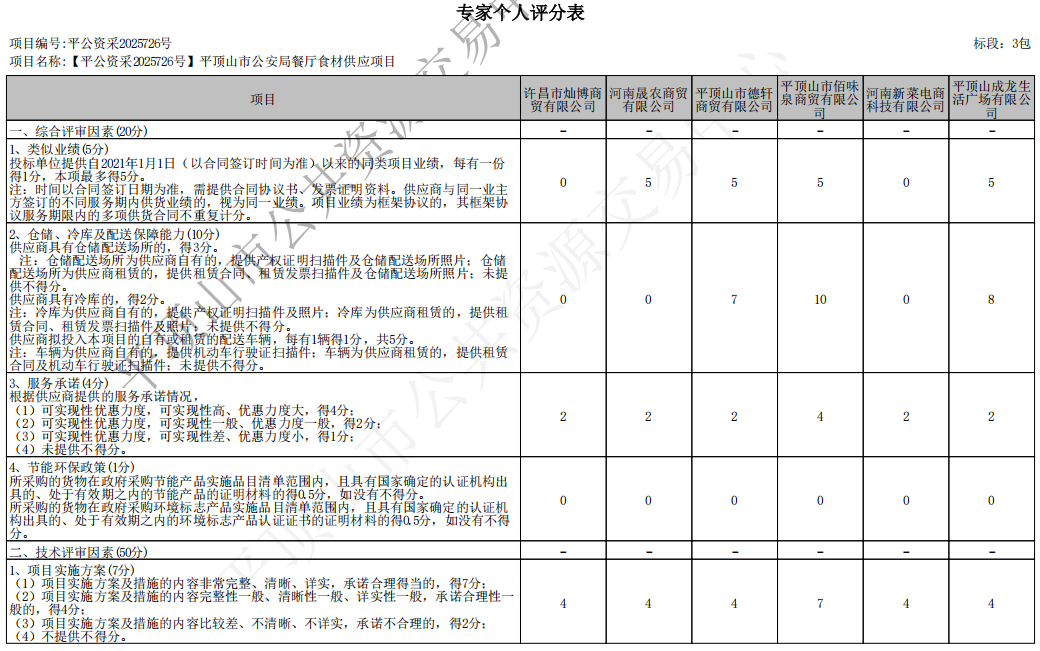 专家个人评分表
项目编号:平公资采2025726号
标段: 3包
项目名称:【平公资采2025726号】平顶山市公安局餐厅食材供应项目
项目 许昌市灿博商贸有限公司 河南晟农商贸有限公司 平顶山市德轩商贸有限公司 平顶山市佰味泉商贸有限公司 河南新菜电商科技有限公司 平顶山成龙生活广场有限公司
一、综合评审因素(20分) - - - - - -
1、类似业绩(5分)
投标单位提供自2021年1月1日（以合同签订时间为准）以来的同类项目业绩，每有一份
得1分，本项最多得5分。
注：时间以合同签订日期为准，需提供合同协议书、发票证明资料。供应商与同一业主
方签订的不同服务期内供货业绩的，视为同一业绩。项目业绩为框架协议的，其框架协
议服务期限内的多项供货合同不重复计分。
0 5 5 5 0 5
2、仓储、冷库及配送保障能力(10分)
供应商具有仓储配送场所的，得3分。
注：仓储配送场所为供应商自有的，提供产权证明扫描件及仓储配送场所照片；仓储
配送场所为供应商租赁的，提供租赁合同、租赁发票扫描件及仓储配送场所照片；未提
供不得分。
供应商具有冷库的，得2分。
注：冷库为供应商自有的，提供产权证明扫描件及照片；冷库为供应商租赁的，提供租
赁合同、租赁发票扫描件及照片；未提供不得分。
供应商拟投入本项目的自有或租赁的配送车辆，每有1辆得1分，共5分。
注：车辆为供应商自有的，提供机动车行驶证扫描件；车辆为供应商租赁的，提供租赁
合同及机动车行驶证扫描件；未提供不得分。
0 0 7 10 0 8
3、服务承诺(4分)
根据供应商提供的服务承诺情况，
（1）可实现性优惠力度，可实现性高、优惠力度大，得4分；
（2）可实现性优惠力度，可实现性一般、优惠力度一般，得2分；
（3）可实现性优惠力度，可实现性差、优惠力度小，得1分；
（4）未提供不得分。
2 2 2 4 2 2
4、节能环保政策(1分)
所采购的货物在政府采购节能产品实施品目清单范围内，且具有国家确定的认证机构出
具的、处于有效期之内的节能产品的证明材料的得0.5分，如没有不得分。
所采购的货物在政府采购环境标志产品实施品目清单范围内，且具有国家确定的认证机
构出具的、处于有效期之内的环境标志产品认证证书的证明材料的得0.5分，如没有不得
分。
0 0 0 0 0 0
二、技术评审因素(50分) - - - - - -
1、项目实施方案(7分)
（1）项目实施方案及措施的内容非常完整、清晰、详实，承诺合理得当的，得7分；
（2）项目实施方案及措施的内容完整性一般、清晰性一般、详实性一般，承诺合理性一
般的，得4分；
（3）项目实施方案及措施的内容比较差、不清晰、不详实，承诺不合理的，得2分；
（4）不提供不得分。
4 4 4 7 4 4
平顶山市公共资源交易中心
平顶山市公共资源交易中心